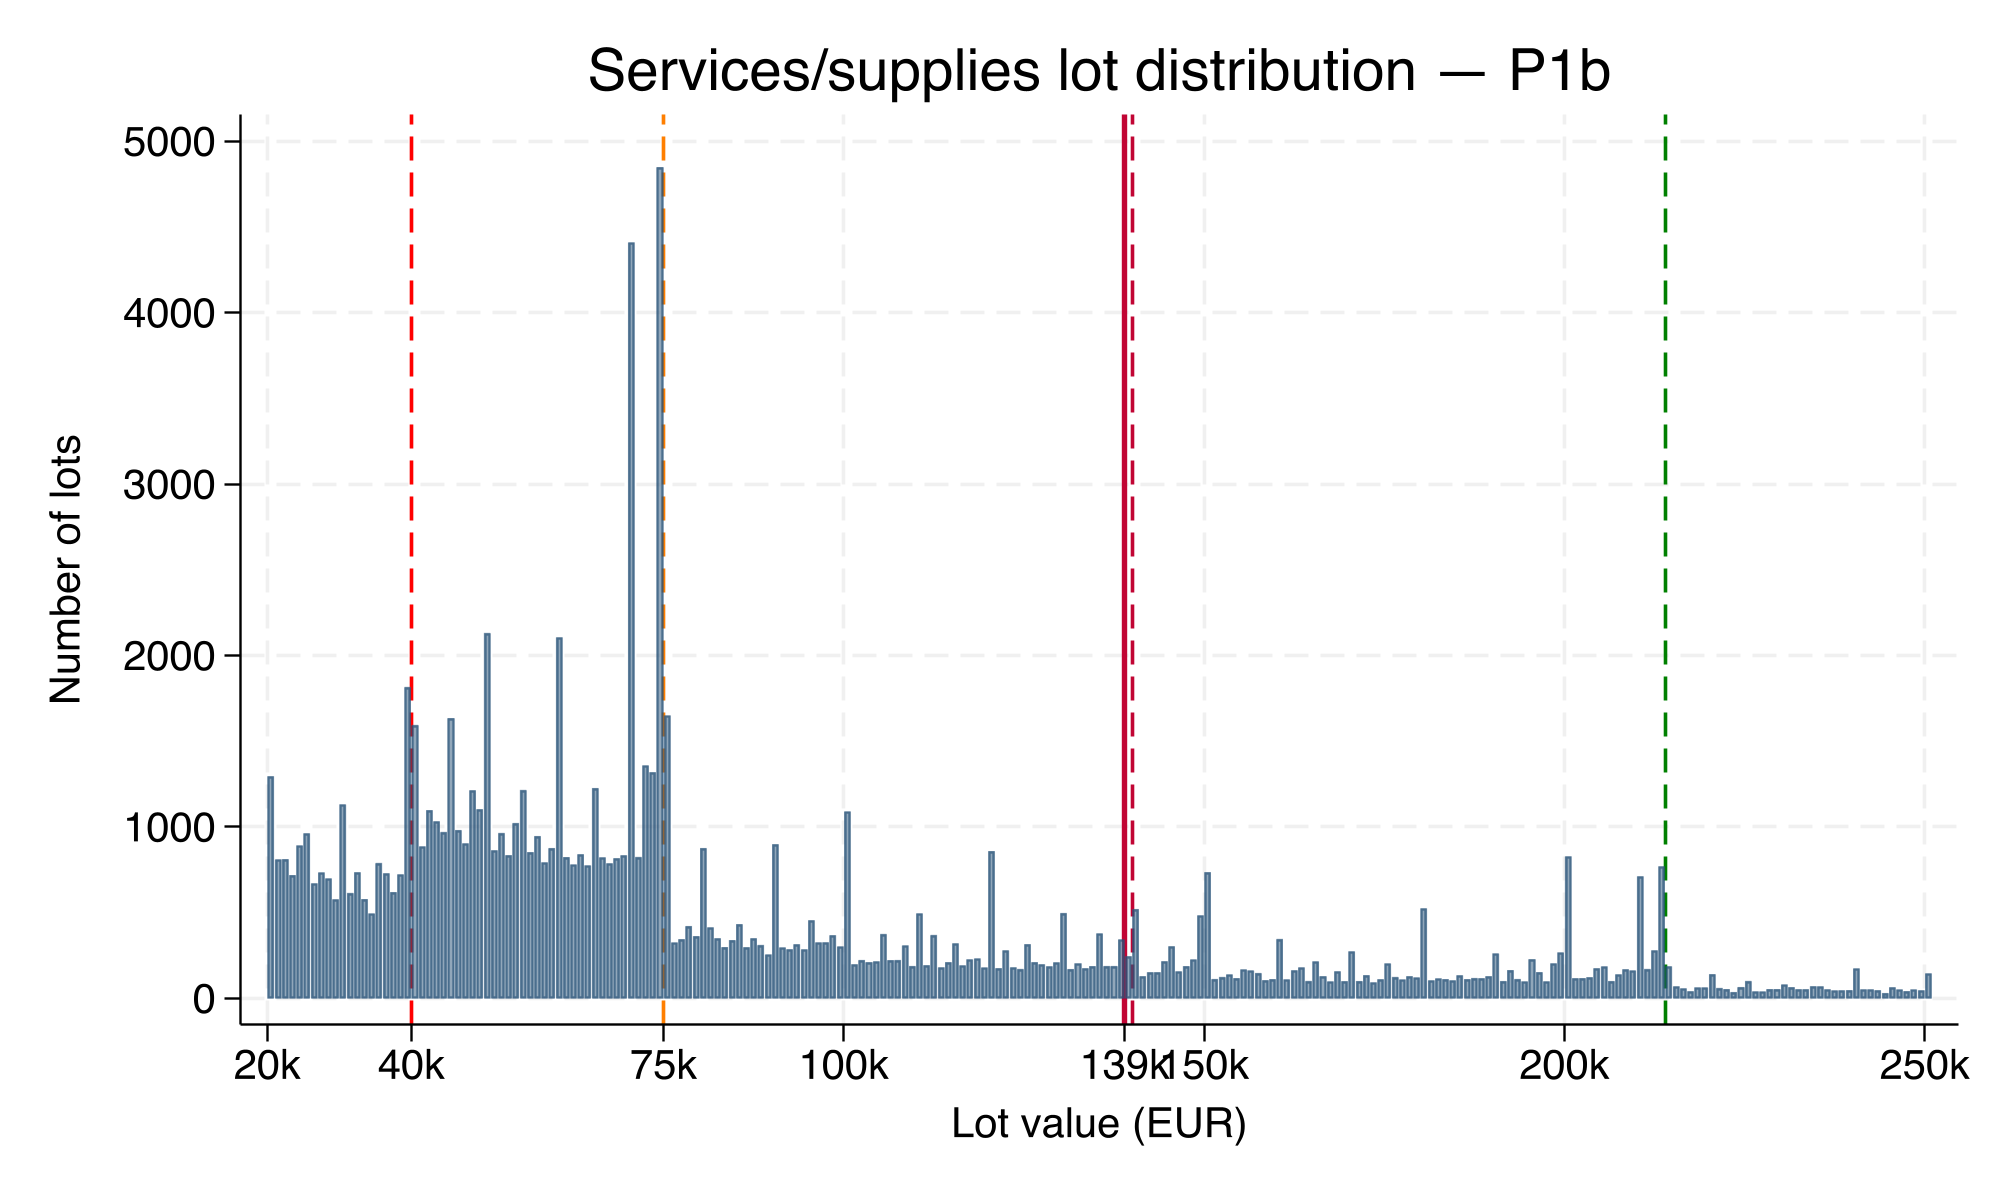 Services/supplies lot distribution — P1b
5000
4000
3000
2000
1000
0
Number of lots
20k 40k 75k 100k 139k 150k 200k 250k
Lot value (EUR)